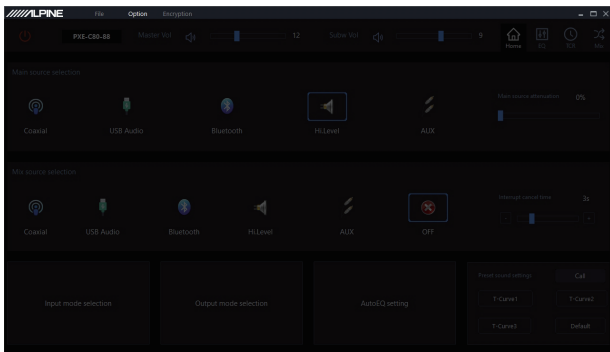 ALPINE File Option Encryption
PXE-C80-88 Master Vol 12 Subw Vol 9 Home EQ TCR Mix
Main source selection
Main source attenuation 0%
Coaxial USB Audio Bluetooth Hi.Level AUX
Mix source selection
Interrupt cancel time 3s
Coaxial USB Audio Bluetooth Hi.Level AUX OFF
Preset sound settings Call
Input mode selection Output mode selection AutoEQ setting
T-Curve1 T-Curve2
T-Curve3 Default